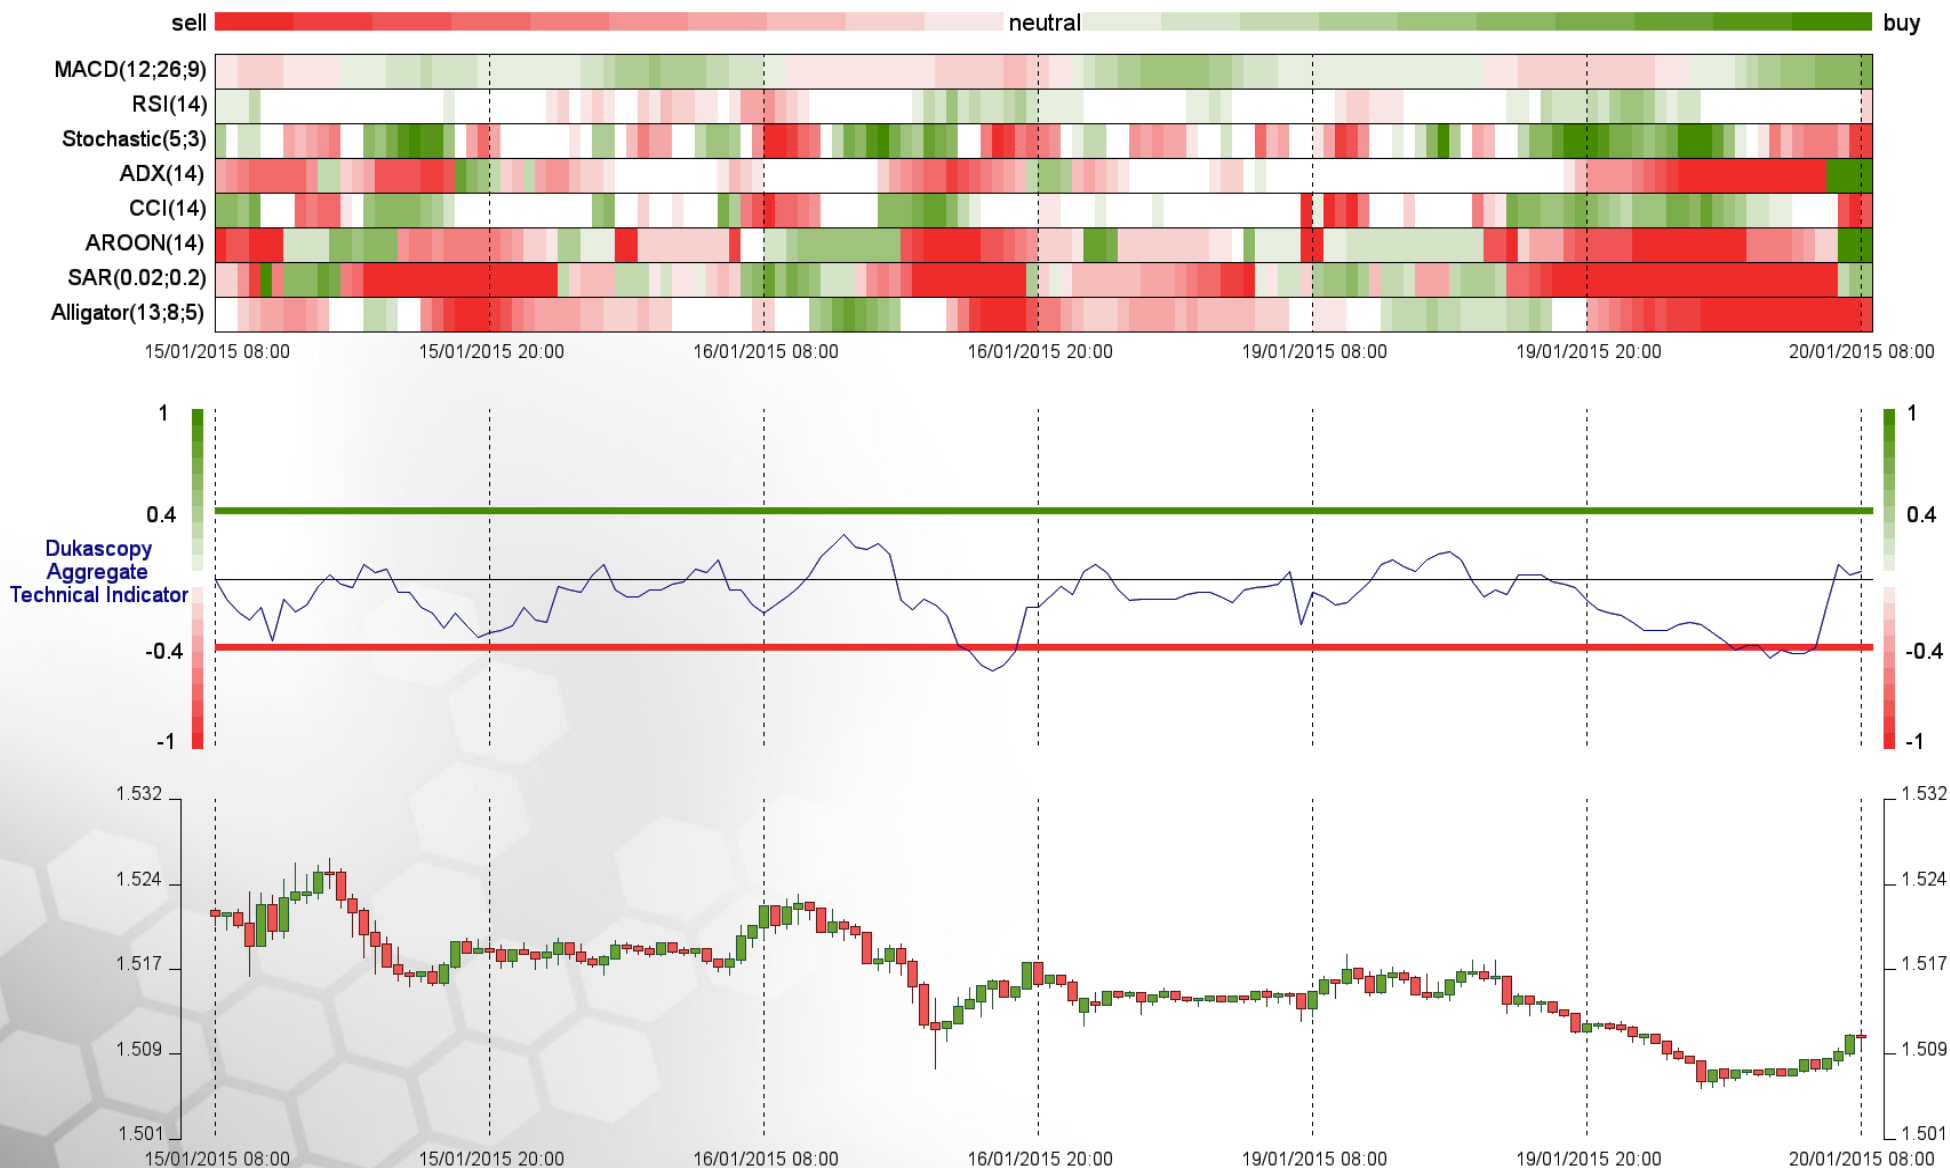 sell neutral buy
MACD(12;26;9)
RSI(14)
Stochastic(5;3)
ADX(14)
CCI(14)
AROON(14)
SAR(0.02;0.2)
Alligator(13;8;5)
15/01/2015 08:00 15/01/2015 20:00 16/01/2015 08:00 16/01/2015 20:00 19/01/2015 08:00 19/01/2015 20:00 20/01/2015 08:00
1 1
0.4 0.4
Dukascopy
Aggregate
Technical Indicator
-0.4 -0.4
-1 -1
1.532 1.532
1.524 1.524
1.517 1.517
1.509 1.509
1.501 1.501
15/01/2015 08:00 15/01/2015 20:00 16/01/2015 08:00 16/01/2015 20:00 19/01/2015 08:00 19/01/2015 20:00 20/01/2015 08:00